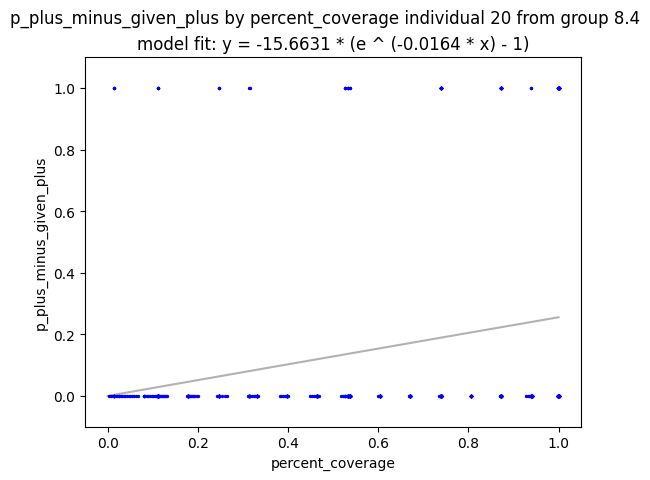 p_plus_minus_given_plus by percent_coverage individual 20 from group 8.4
model fit: y = -15.6631 * (e ^ (-0.0164 * x) - 1)
1.0
0.8
0.6
0.4
0.2
0.0
p_plus_minus_given_plus
0.0 0.2 0.4 0.6 0.8 1.0
percent_coverage